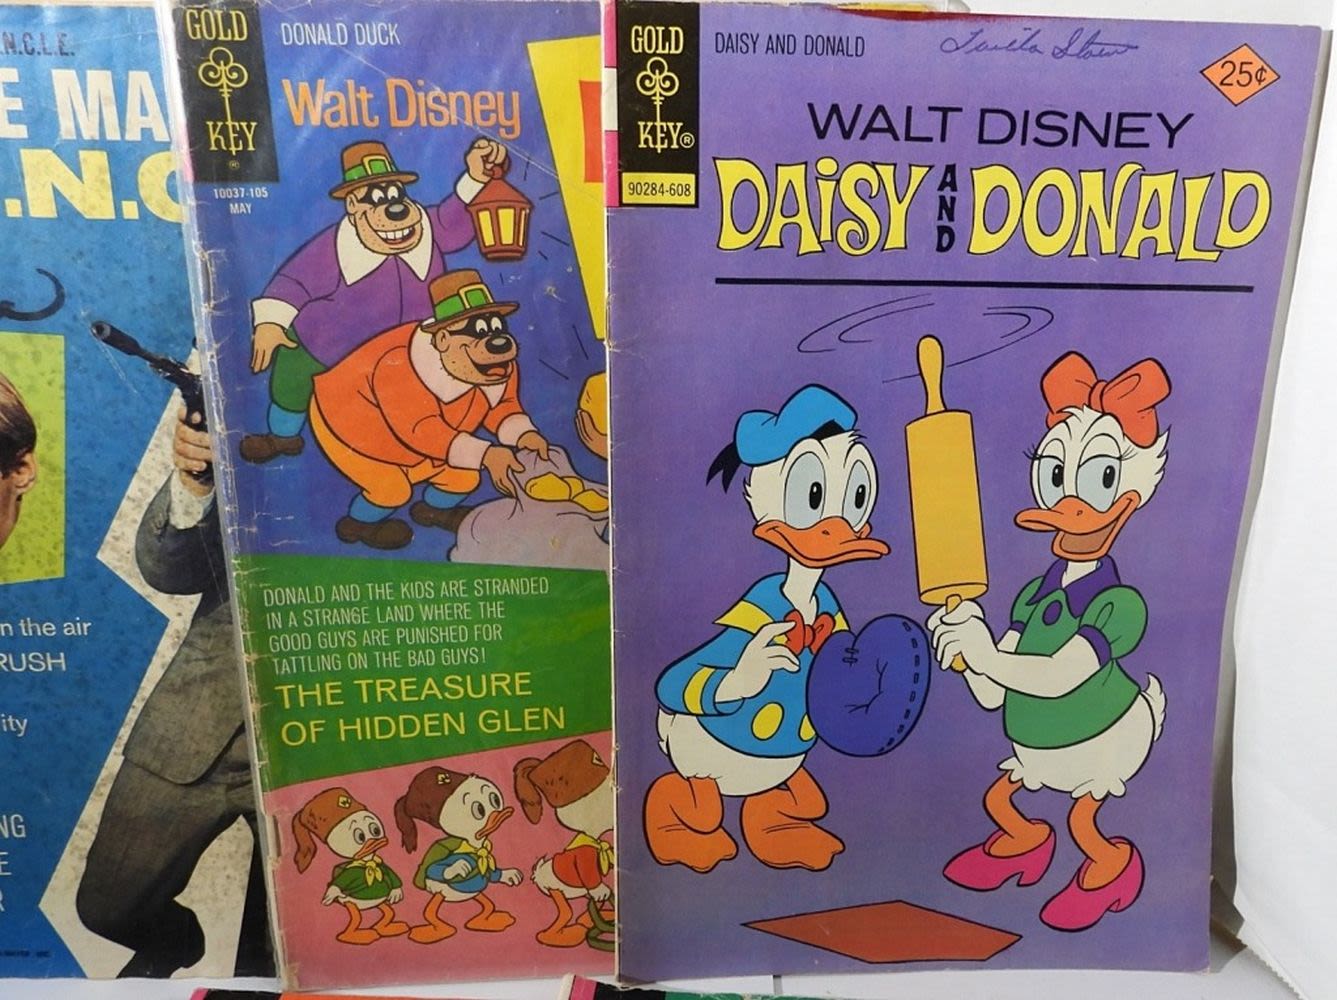 .N.C.L.E.
E MA
.N.C
n the air
RUSH
ity
NG
E
R
GOLD
KEY®
10037-105
MAY
DONALD DUCK
Walt Disney
DONALD AND THE KIDS ARE STRANDED
IN A STRANGE LAND WHERE THE
GOOD GUYS ARE PUNISHED FOR
TATTLING ON THE BAD GUYS!
THE TREASURE
OF HIDDEN GLEN
GOLD
KEY®
90284-608
DAISY AND DONALD
25¢
WALT DISNEY
DAISY AND DONALD